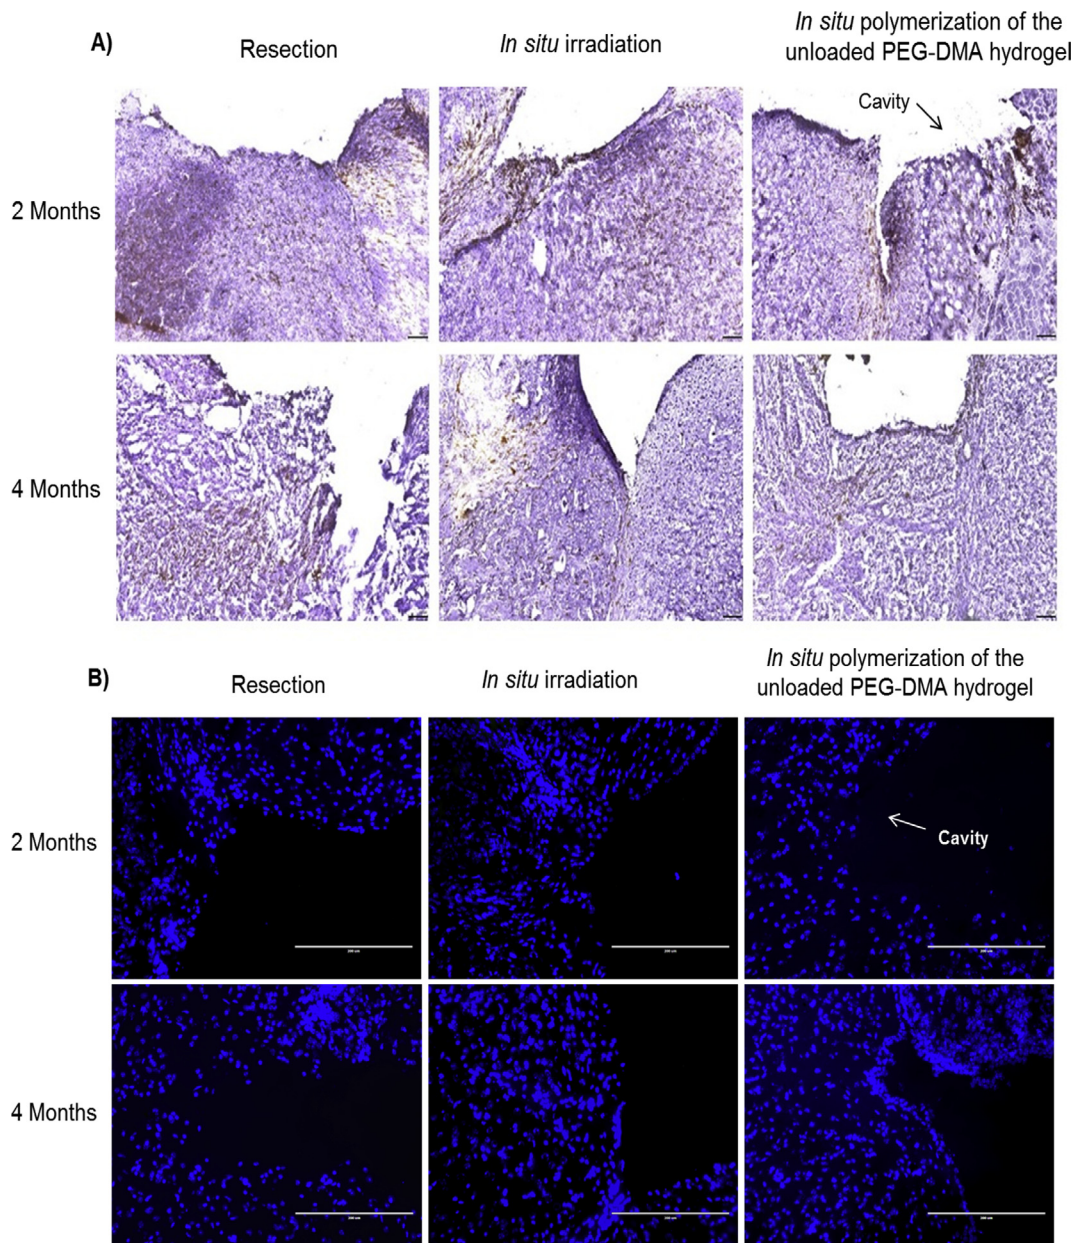 A)
Resection
In situ irradiation
In situ polymerization of the
unloaded PEG-DMA hydrogel
Cavity
2 Months
4 Months
B)
Resection
In situ irradiation
In situ polymerization of the
unloaded PEG-DMA hydrogel
2 Months
Cavity
4 Months